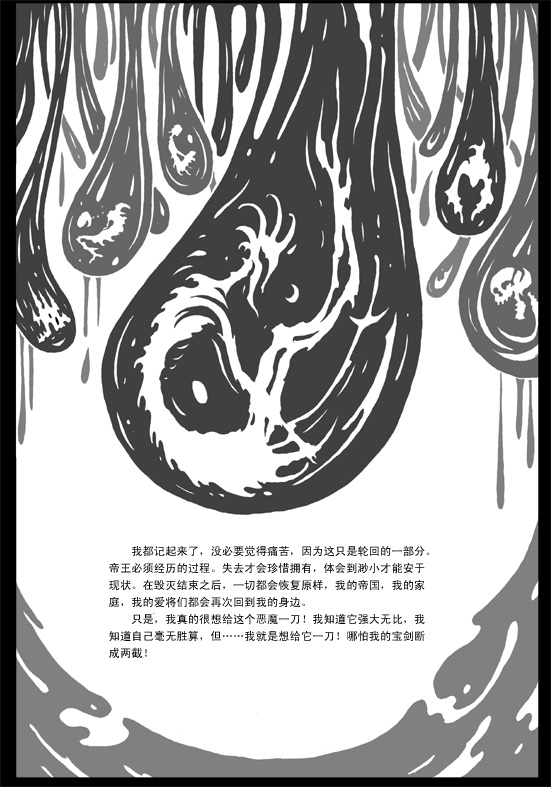 我都记起来了，没必要觉得痛苦，因为这只是轮回的一部分。
帝王必须经历的过程。失去才会珍惜拥有，体会到渺小才能安于
现状。在毁灭结束之后，一切都会恢复原样，我的帝国，我的家
庭，我的爱将们都会再次回到我的身边。
只是，我真的很想给这个恶魔一刀！我知道它强大无比，我
知道自己毫无胜算，但……我就是想给它一刀！哪怕我的宝剑断
成两截！